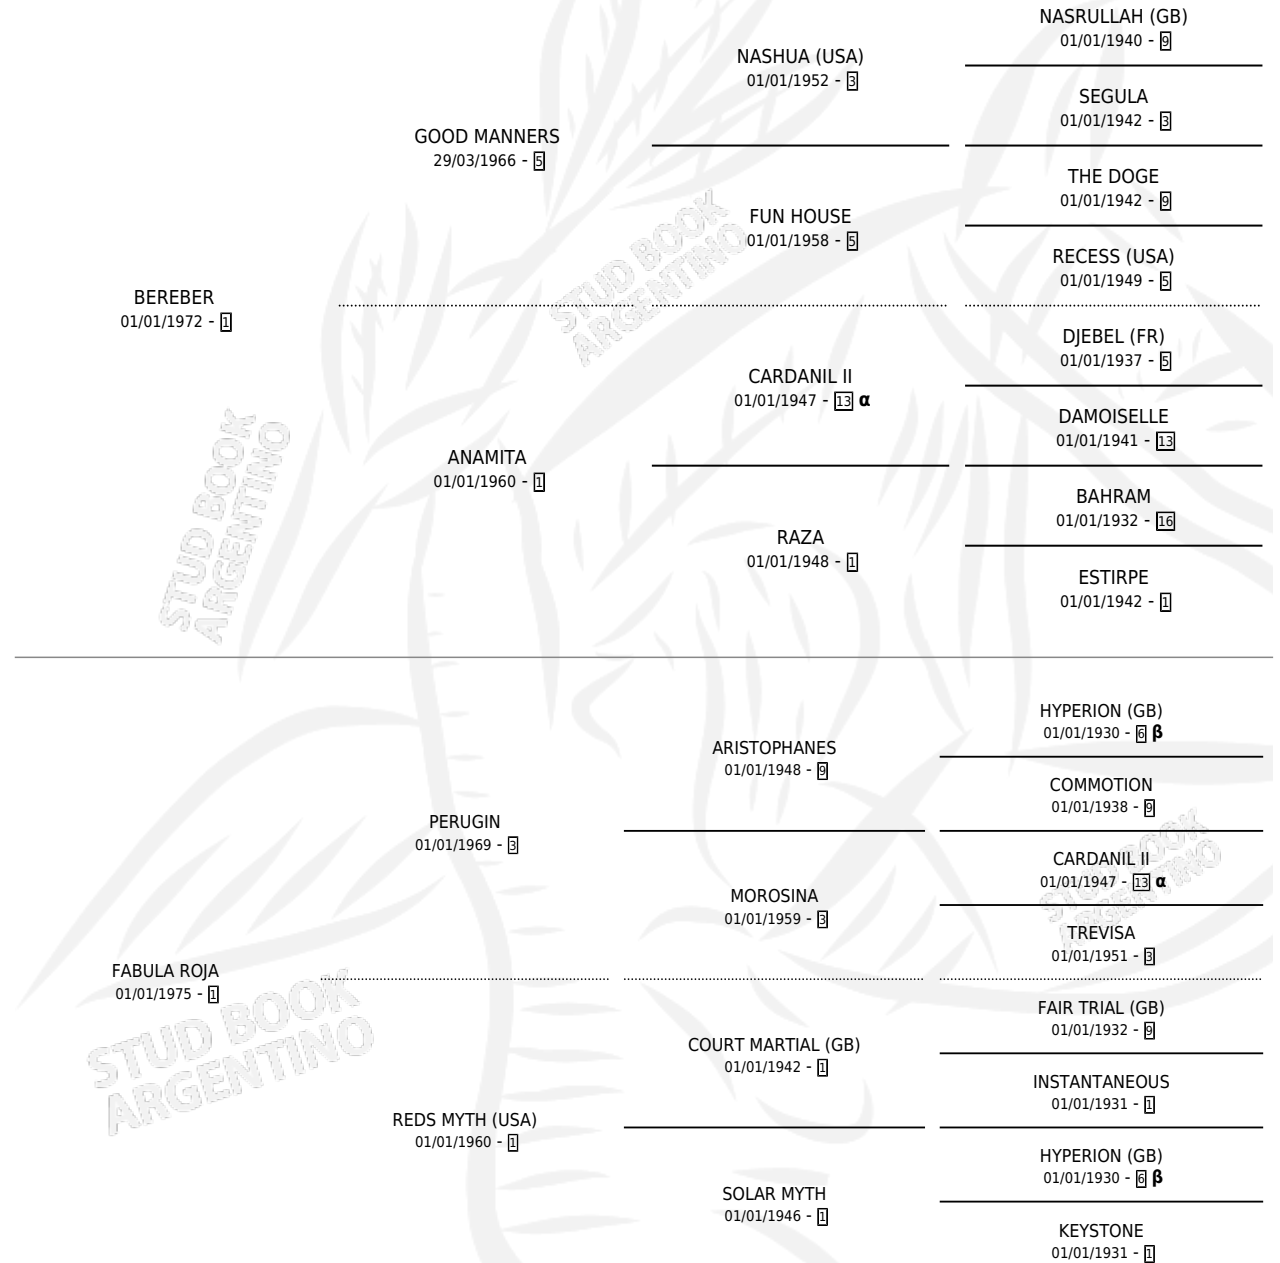 NASRULLAH (GB)
01/01/1940 - 9
NASHUA (USA)
01/01/1952 - 3
SEGULA
01/01/1942 - 3
GOOD MANNERS
29/03/1966 - 5
THE DOGE
01/01/1942 - 9
FUN HOUSE
01/01/1958 - 5
RECESS (USA)
01/01/1949 - 5
BEREBER
01/01/1972 - 1
DJEBEL (FR)
01/01/1937 - 5
CARDANIL II
01/01/1947 - 13 α
DAMOISELLE
01/01/1941 - 13
ANAMITA
01/01/1960 - 1
BAHRAM
01/01/1932 - 16
RAZA
01/01/1948 - 1
ESTIRPE
01/01/1942 - 1
HYPERION (GB)
01/01/1930 - 6 β
ARISTOPHANES
01/01/1948 - 9
COMMOTION
01/01/1938 - 9
PERUGIN
01/01/1969 - 3
CARDANIL II
01/01/1947 - 13 α
MOROSINA
01/01/1959 - 3
TREVISA
01/01/1951 - 3
FABULA ROJA
01/01/1975 - 1
FAIR TRIAL (GB)
01/01/1932 - 9
COURT MARTIAL (GB)
01/01/1942 - 1
INSTANTANEOUS
01/01/1931 - 1
REDS MYTH (USA)
01/01/1960 - 1
HYPERION (GB)
01/01/1930 - 6 β
SOLAR MYTH
01/01/1946 - 1
KEYSTONE
01/01/1931 - 1
STUD BOOK
ARGENTINO
STUD BOOK
ARGENTINO
STUD BOOK
ARGENTINO
STUD BOOK
ARGENTINO